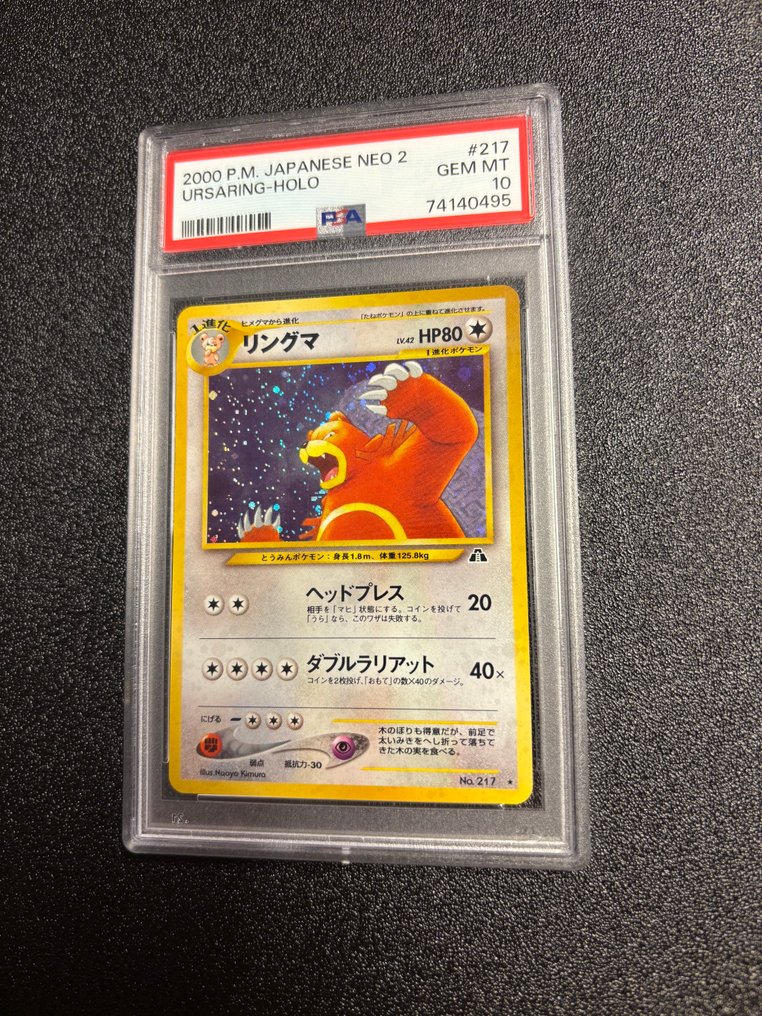 2000 P.M. JAPANESE NEO 2 #217
URSARING-HOLO GEM MT
10
PSA 74140495
1進化
ヒメグマから進化 「たねポケモン」の上に重ねて進化させます。
リングマ LV.42 HP80
1進化ポケモン
とうみんポケモン：身長1.8m、体重125.8kg
ヘッドプレス 20
相手を「マヒ」状態にする。コインを投げて
「うら」なら、このワザは失敗する。
ダブルラリアット 40×
コインを2枚投げ、「おもて」の数×40のダメージ。
にげる
弱点 抵抗力-30
木のぼりも得意だが、前足で
太いみきをへし折って落ちて
きた木の実を食べる。
Illus.Naoyo Kimura
No.217 ★